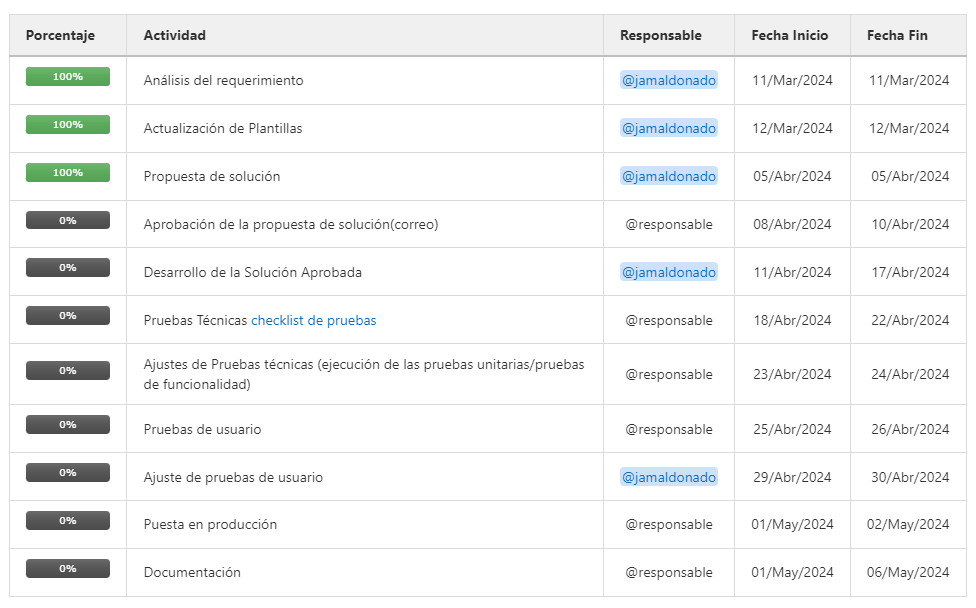 Porcentaje Actividad Responsable Fecha Inicio Fecha Fin
100% Análisis del requerimiento @jamaldonado 11/Mar/2024 11/Mar/2024
100% Actualización de Plantillas @jamaldonado 12/Mar/2024 12/Mar/2024
100% Propuesta de solución @jamaldonado 05/Abr/2024 05/Abr/2024
0% Aprobación de la propuesta de solución(correo) @responsable 08/Abr/2024 10/Abr/2024
0% Desarrollo de la Solución Aprobada @jamaldonado 11/Abr/2024 17/Abr/2024
0% Pruebas Técnicas checklist de pruebas @responsable 18/Abr/2024 22/Abr/2024
0% Ajustes de Pruebas técnicas (ejecución de las pruebas unitarias/pruebas
de funcionalidad) @responsable 23/Abr/2024 24/Abr/2024
0% Pruebas de usuario @responsable 25/Abr/2024 26/Abr/2024
0% Ajuste de pruebas de usuario @jamaldonado 29/Abr/2024 30/Abr/2024
0% Puesta en producción @responsable 01/May/2024 02/May/2024
0% Documentación @responsable 01/May/2024 06/May/2024